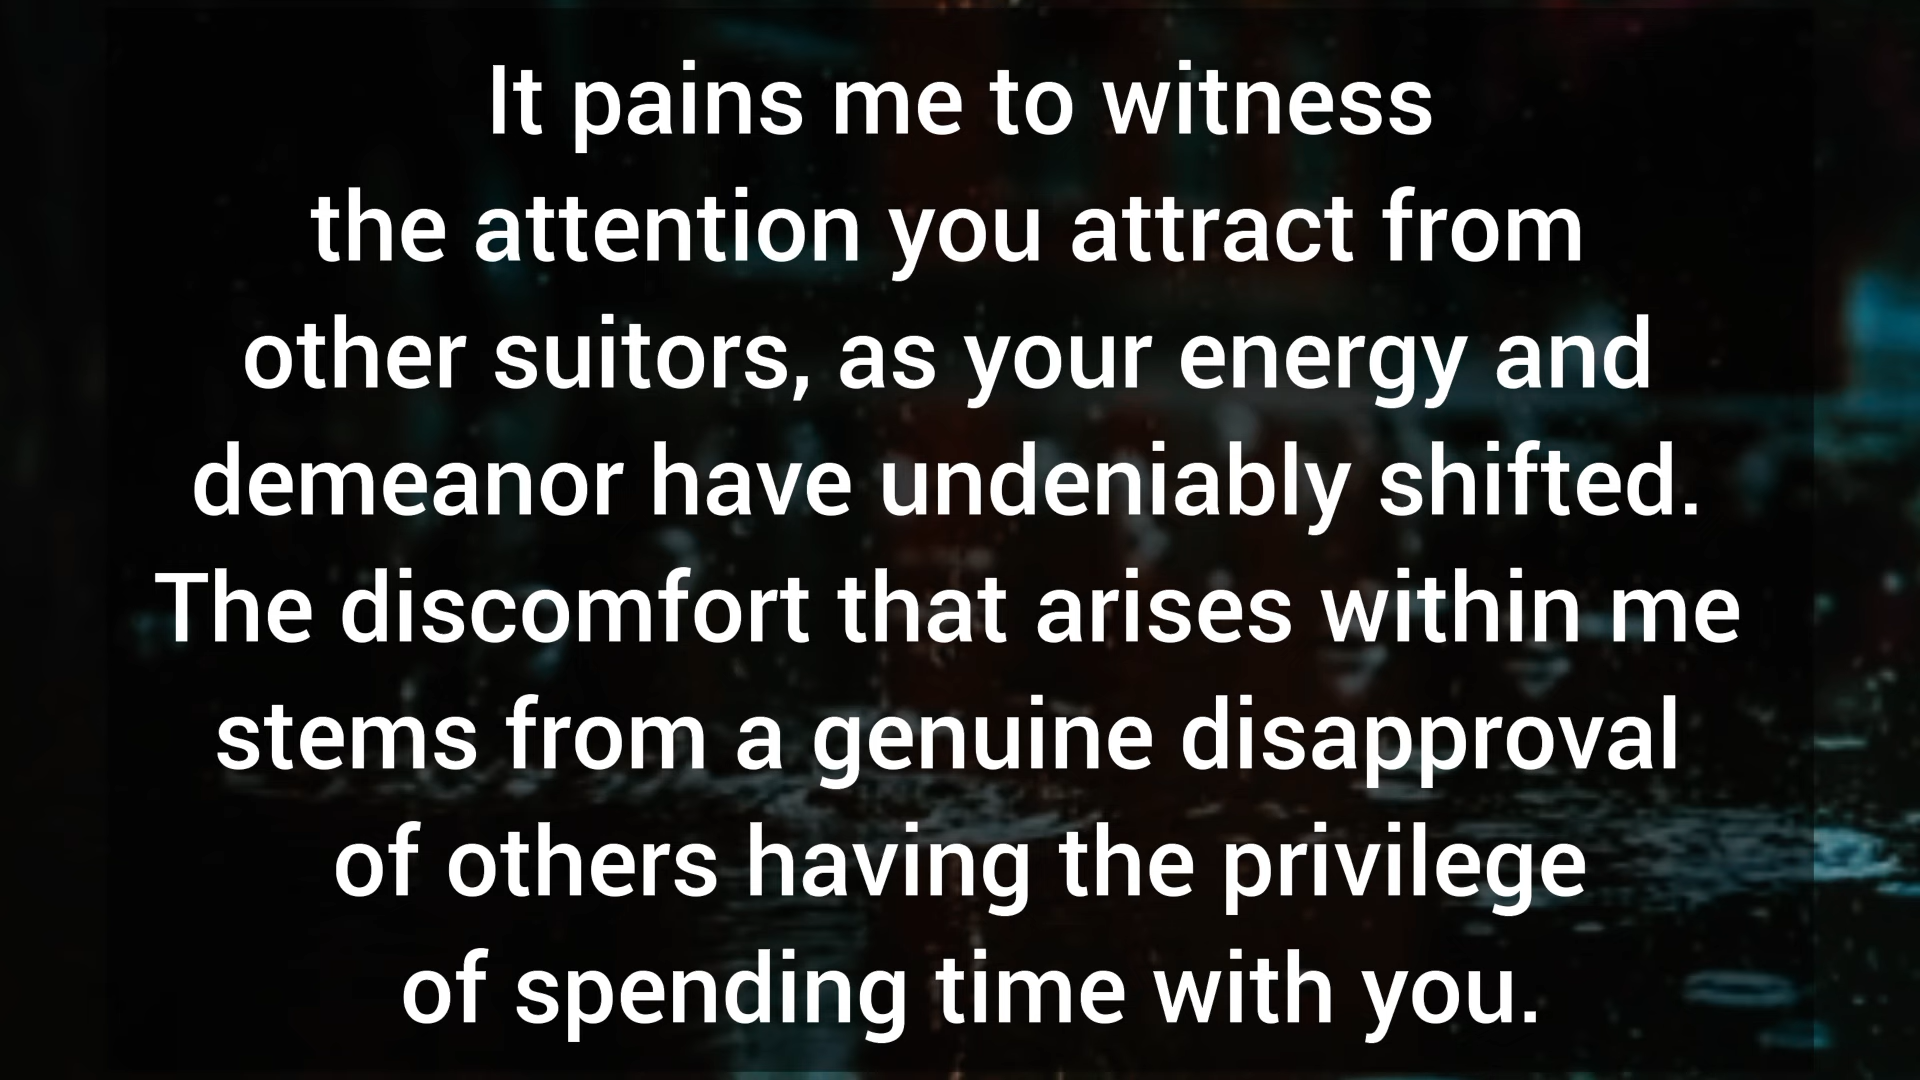 It pains me to witness
the attention you attract from
other suitors, as your energy and
demeanor have undeniably shifted.
The discomfort that arises within me
stems from a genuine disapproval
of others having the privilege
of spending time with you.